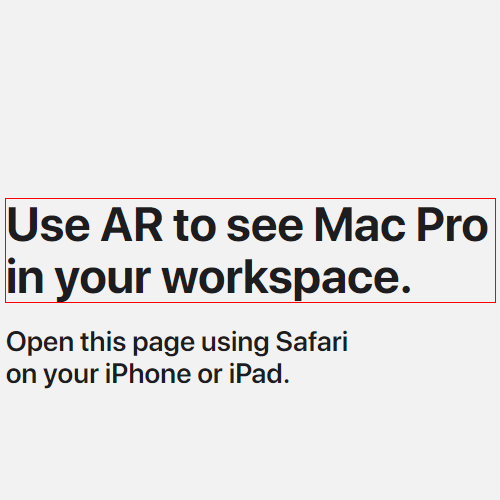 Use AR to see Mac Pro
in your workspace.
Open this page using Safari
on your iPhone or iPad.